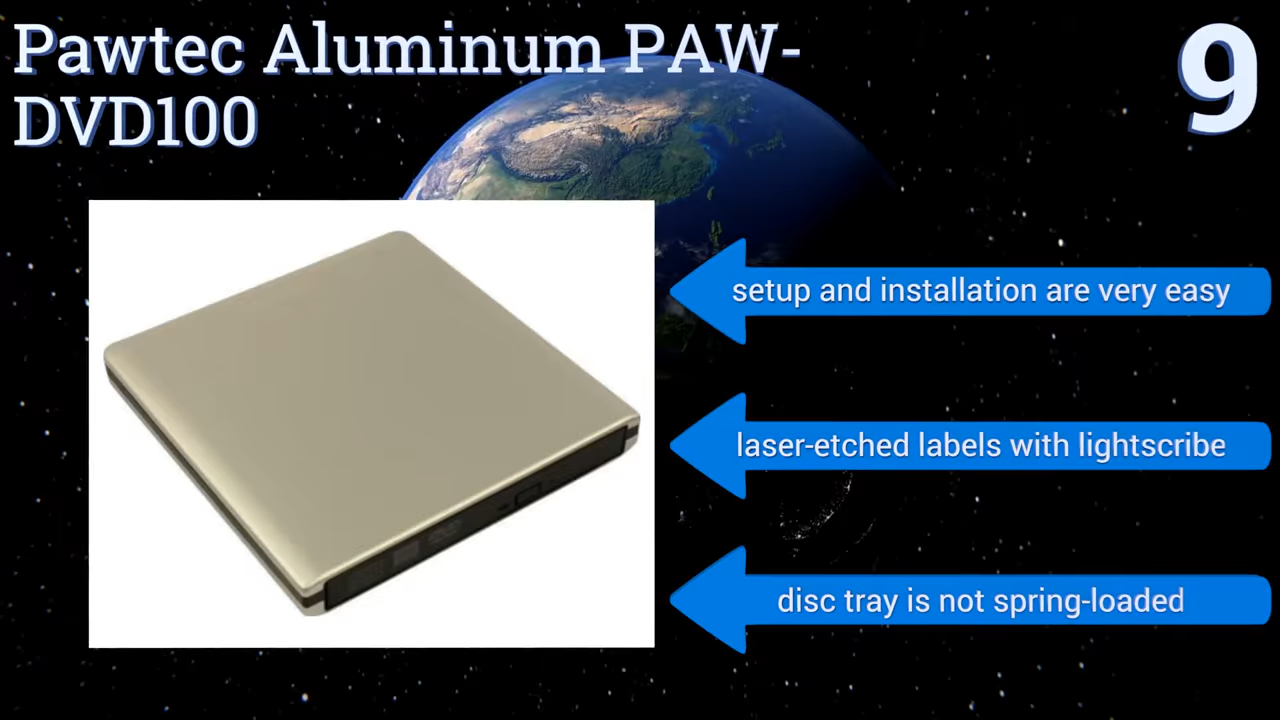 Pawtec Aluminum PAW-
DVD100
9
setup and installation are very easy
laser-etched labels with lightscribe
disc tray is not spring-loaded